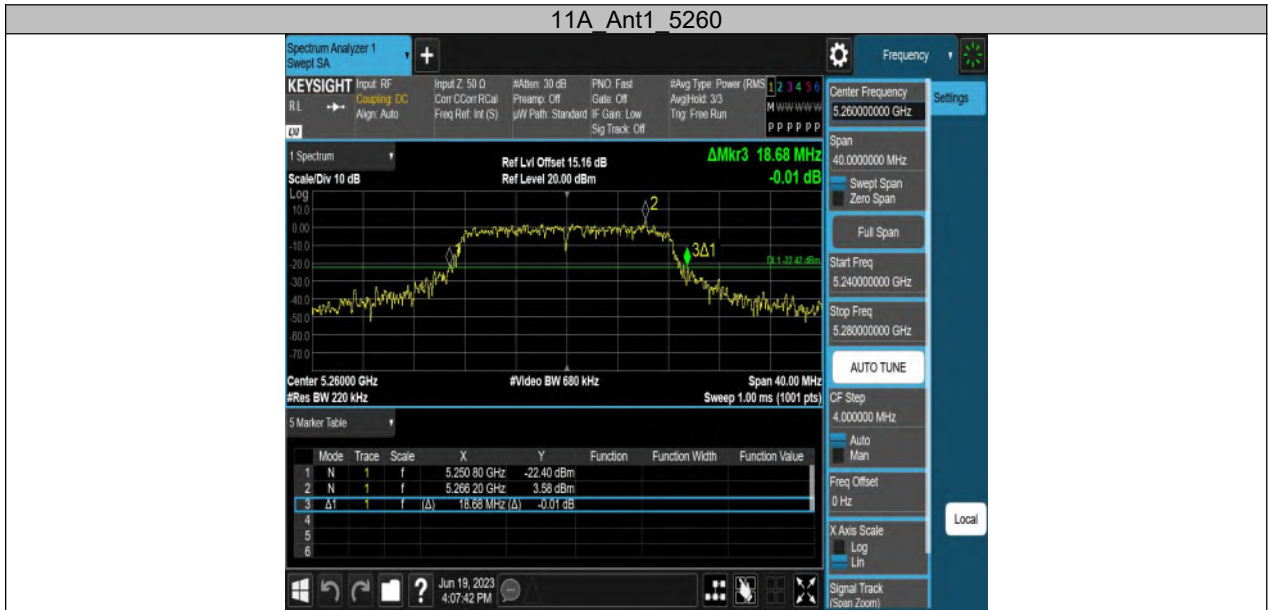 11A_Ant1_5260
Spectrum Analyzer 1
Swept SA
+
Frequency
KEYSIGHT
RL
LXI
Input: RF
Coupling: DC
Align: Auto
Input Z: 50 Ω
Corr CCorr RCal
Freq Ref: Int (S)
#Atten: 30 dB
Preamp: Off
µW Path: Standard
PNO: Fast
Gate: Off
IF Gain: Low
Sig Track: Off
#Avg Type: Power (RMS
Avg|Hold: 3/3
Trig: Free Run
1 2 3 4 5 6
M W W W W W
P P P P P P
1 Spectrum
Scale/Div 10 dB
Ref Lvl Offset 15.16 dB
Ref Level 20.00 dBm
ΔMkr3 18.68 MHz
-0.01 dB
Log
10.0
0.00
-10.0
-20.0
-30.0
-40.0
-50.0
-60.0
-70.0
2
3Δ1
DL1 -22.42 dBm
Center 5.26000 GHz
#Video BW 680 kHz
Span 40.00 MHz
#Res BW 220 kHz
Sweep 1.00 ms (1001 pts)
5 Marker Table
Mode Trace Scale X Y Function Function Width Function Value
1 N 1 f 5.250 80 GHz -22.40 dBm
2 N 1 f 5.266 20 GHz 3.58 dBm
3 Δ1 1 f (Δ) 18.68 MHz (Δ) -0.01 dB
4
5
6
Jun 19, 2023
4:07:42 PM
Center Frequency
5.260000000 GHz
Settings
Span
40.0000000 MHz
Swept Span
Zero Span
Full Span
Start Freq
5.240000000 GHz
Stop Freq
5.280000000 GHz
AUTO TUNE
CF Step
4.000000 MHz
Auto
Man
Freq Offset
0 Hz
X Axis Scale
Log
Lin
Local
Signal Track
(Span Zoom)